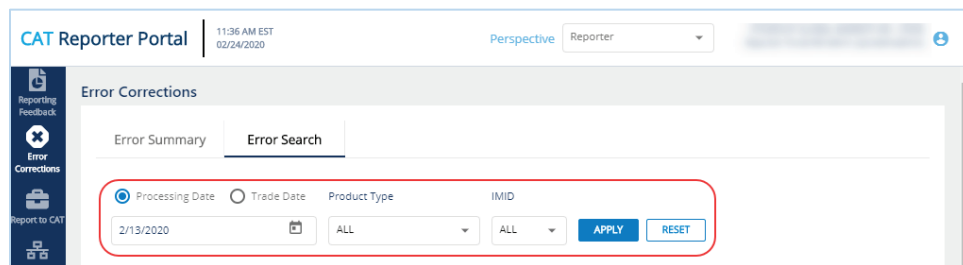 CAT Reporter Portal
11:36 AM EST
02/24/2020
Perspective
Reporter
Reporting
Feedback
Error Corrections
Error Summary
Error Search
Error
Corrections
Processing Date
Trade Date
Product Type
IMID
Report to CAT
2/13/2020
ALL
ALL
APPLY
RESET